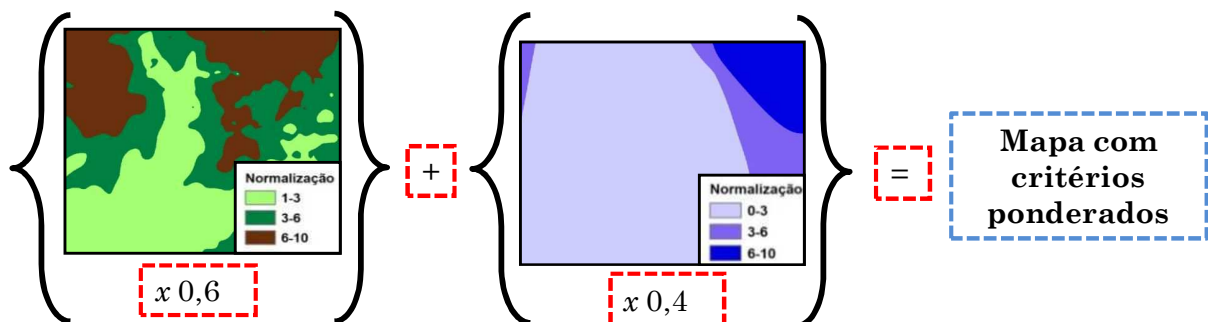 Normalização
1-3
3-6
6-10
x 0,6
+
Normalização
0-3
3-6
6-10
x 0,4
=
Mapa com
critérios
ponderados